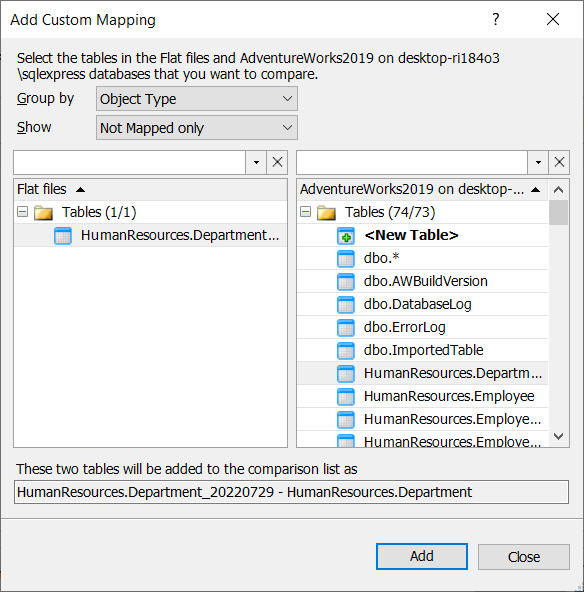 Add Custom Mapping
?
Select the tables in the Flat files and AdventureWorks2019 on desktop-ri184o3
\sqlexpress databases that you want to compare.
Group by Object Type
Show Not Mapped only
Flat files
Tables (1/1)
HumanResources.Department...
AdventureWorks2019 on desktop-...
Tables (74/73)
<New Table>
dbo.*
dbo.AWBuildVersion
dbo.DatabaseLog
dbo.ErrorLog
dbo.ImportedTable
HumanResources.Departm...
HumanResources.Employee
HumanResources.Employe...
HumanResources.Employe...
These two tables will be added to the comparison list as
HumanResources.Department_20220729 - HumanResources.Department
Add Close